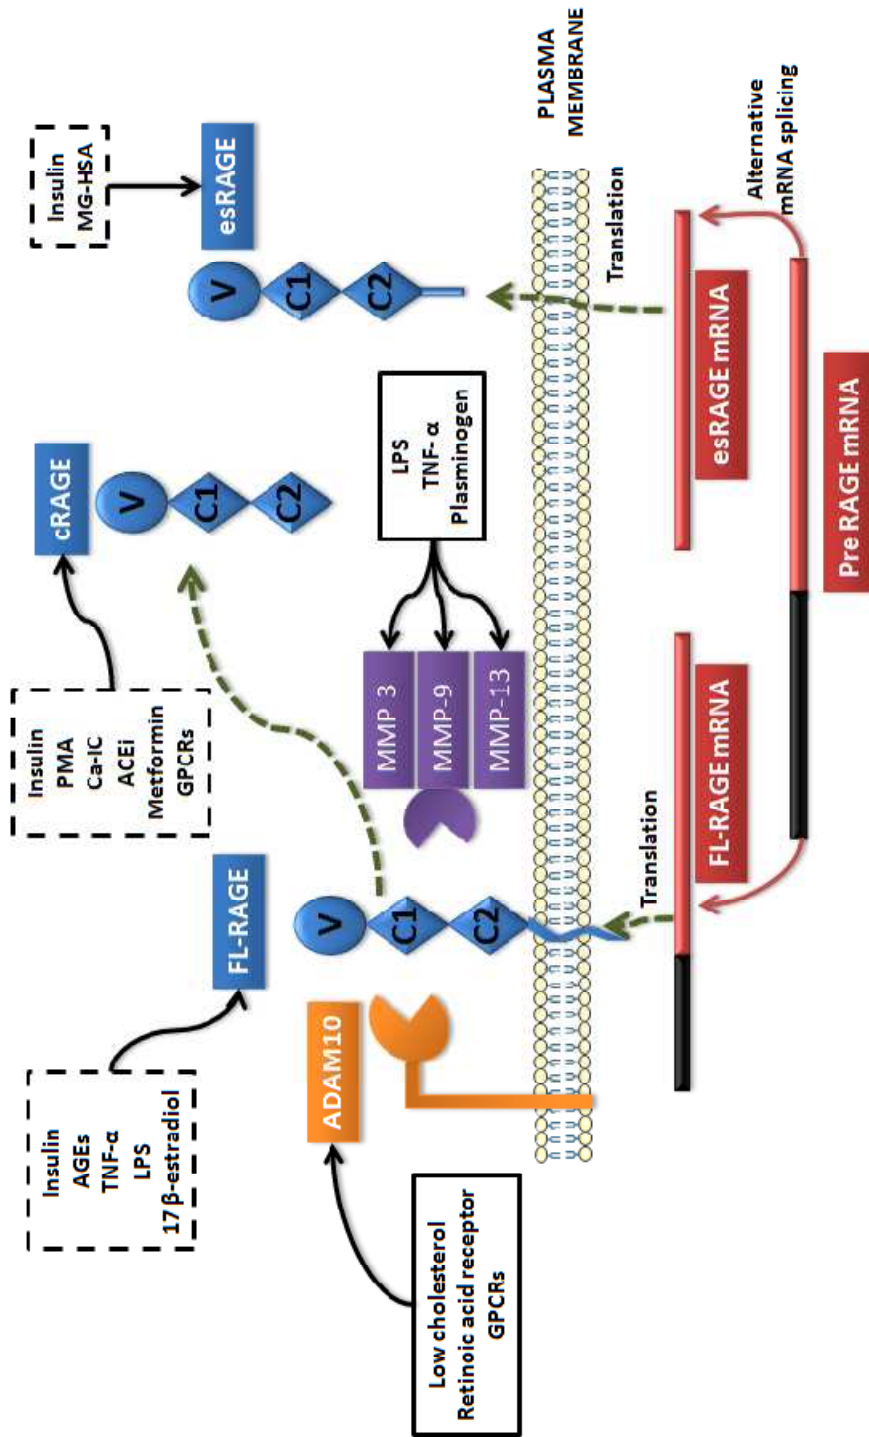 Insulin
AGEs
TNF-α
LPS
17 β-estradiol
FL-RAGE
Insulin
PMA
Ca-IC
ACEi
Metformin
GPCRs
cRAGE
Insulin
MG-HSA
esRAGE
Low cholesterol
Retinoic acid receptor
GPCRs
ADAM10
V
C1
C2
V
C1
C2
V
C1
C2
MMP 3
MMP-9
MMP-13
LPS
TNF- α
Plasminogen
PLASMA
MEMBRANE
Translation
Translation
FL-RAGE mRNA
esRAGE mRNA
Alternative
mRNA splicing
Pre RAGE mRNA